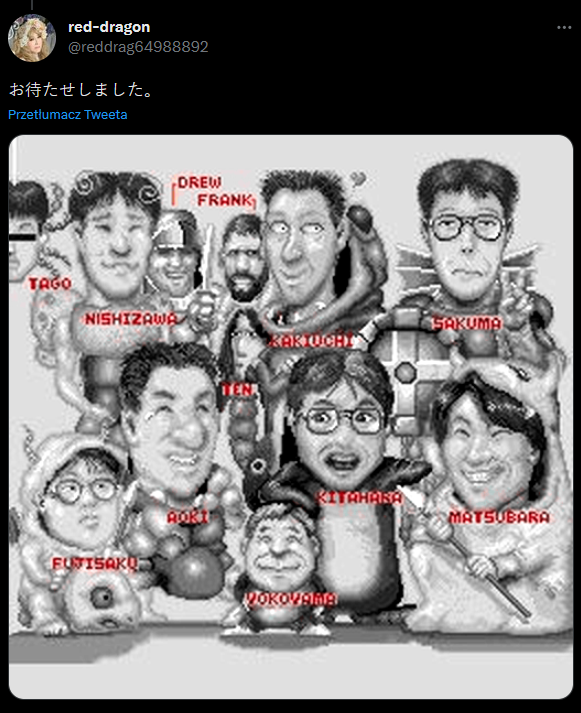 red-dragon
@reddrag64988892
お待たせしました。
Przetłumacz Tweeta
DREW
FRANK
TAGO
NISHIZAWA
KAKIUCHI
SAKUMA
TEN
KITAHARA
AOKI
MATSUBARA
FUJISAKU
YOKOYAMA